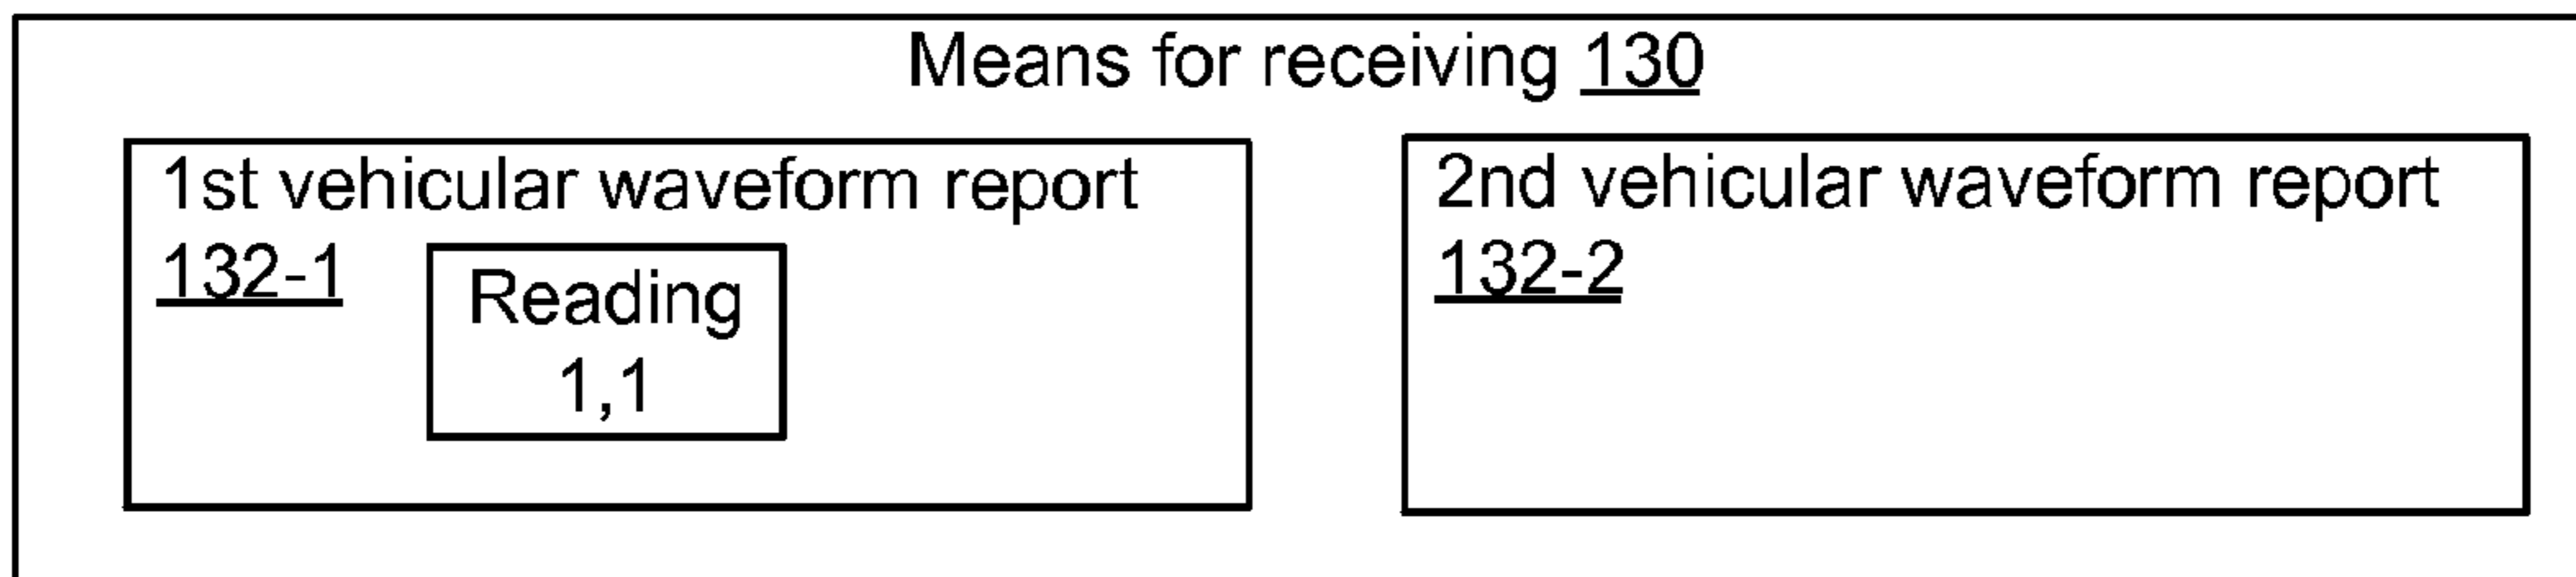 Means for receiving 130
1st vehicular waveform report
132-1
Reading
1,1
2nd vehicular waveform report
132-2